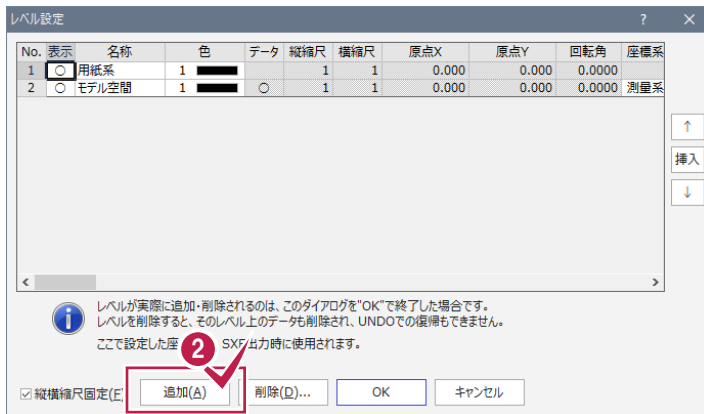 レベル設定 ? ×
No. 表示 名称 色 データ 縦縮尺 横縮尺 原点X 原点Y 回転角 座標系
1 ○ 用紙系 1 1 1 0.000 0.000 0.0000
2 ○ モデル空間 1 ○ 1 1 0.000 0.000 0.0000 測量系
↑
挿入
↓
レベルが実際に追加・削除されるのは、このダイアログを"OK"で終了した場合です。
レベルを削除すると、そのレベル上のデータも削除され、UNDOでの復帰もできません。
ここで設定した座 SXF出力時に使用されます。
2
縦横縮尺固定(F) 追加(A) 削除(D)... OK キャンセル